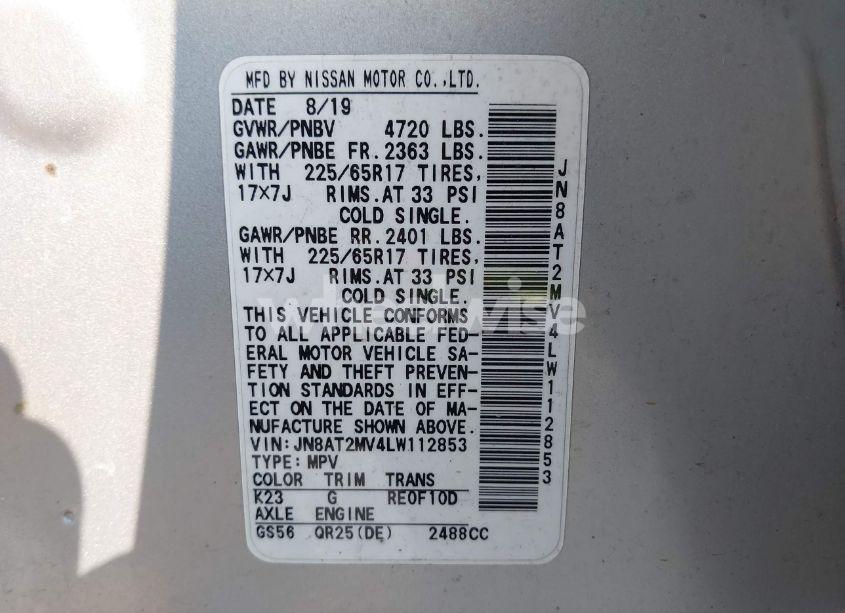 MFD BY NISSAN MOTOR CO.,LTD.
DATE 8/19
GVWR/PNBV 4720 LBS.
GAWR/PNBE FR. 2363 LBS.
WITH 225/65R17 TIRES,
17×7J RIMS.AT 33 PSI
COLD SINGLE.
GAWR/PNBE RR. 2401 LBS.
WITH 225/65R17 TIRES,
17×7J RIMS.AT 33 PSI
COLD SINGLE.
THIS VEHICLE CONFORMS
TO ALL APPLICABLE FED-
ERAL MOTOR VEHICLE SA-
FETY AND THEFT PREVEN-
TION STANDARDS IN EFF-
ECT ON THE DATE OF MA-
NUFACTURE SHOWN ABOVE.
VIN:JN8AT2MV4LW112853
TYPE:MPV
COLOR TRIM TRANS
K23 G RE0F10D
AXLE ENGINE
GS56 QR25(DE) 2488CC
JN8AT2MV4LW112853